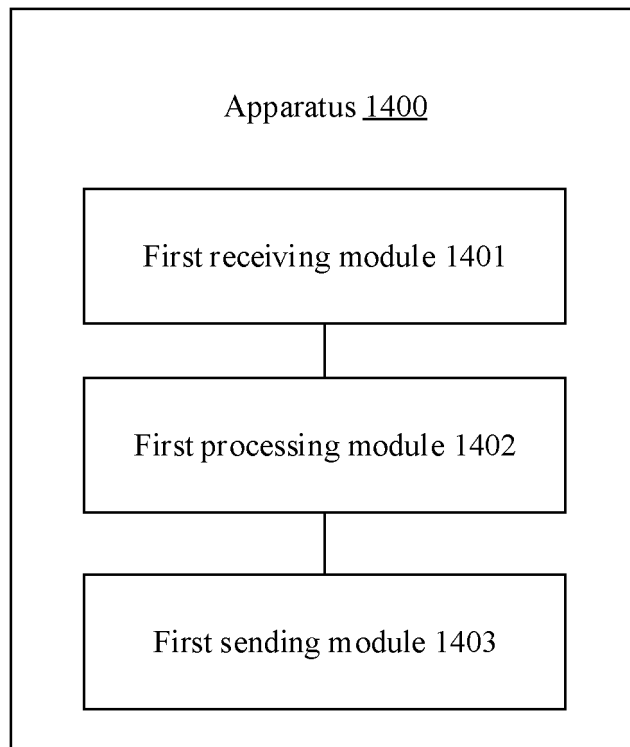 Apparatus 1400
First receiving module 1401
First processing module 1402
First sending module 1403